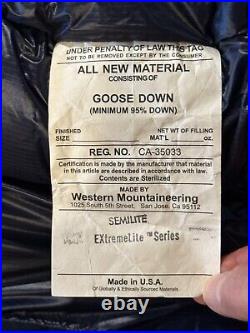 UNDER PENALTY OF LAW THIS TAG
NOT TO BE REMOVED EXCEPT BY THE CONSUMER
ALL NEW MATERIAL
CONSISTING OF
GOOSE DOWN
(MINIMUM 95% DOWN)
FINISHED
SIZE
NET WT OF FILLING
MAT'L oz.
REG. NO. CA-35033
Certification is made by the manufacturer that material
in this article are described in accordance with law.
Contents are Sterilized
MADE BY
Western Mountaineering
1025 South 5th Street, San Jose, CA 95112
SEMILITE
EXtremeLite™ Series
Made in U.S.A.
Of Globally & Ethically Sourced Materials